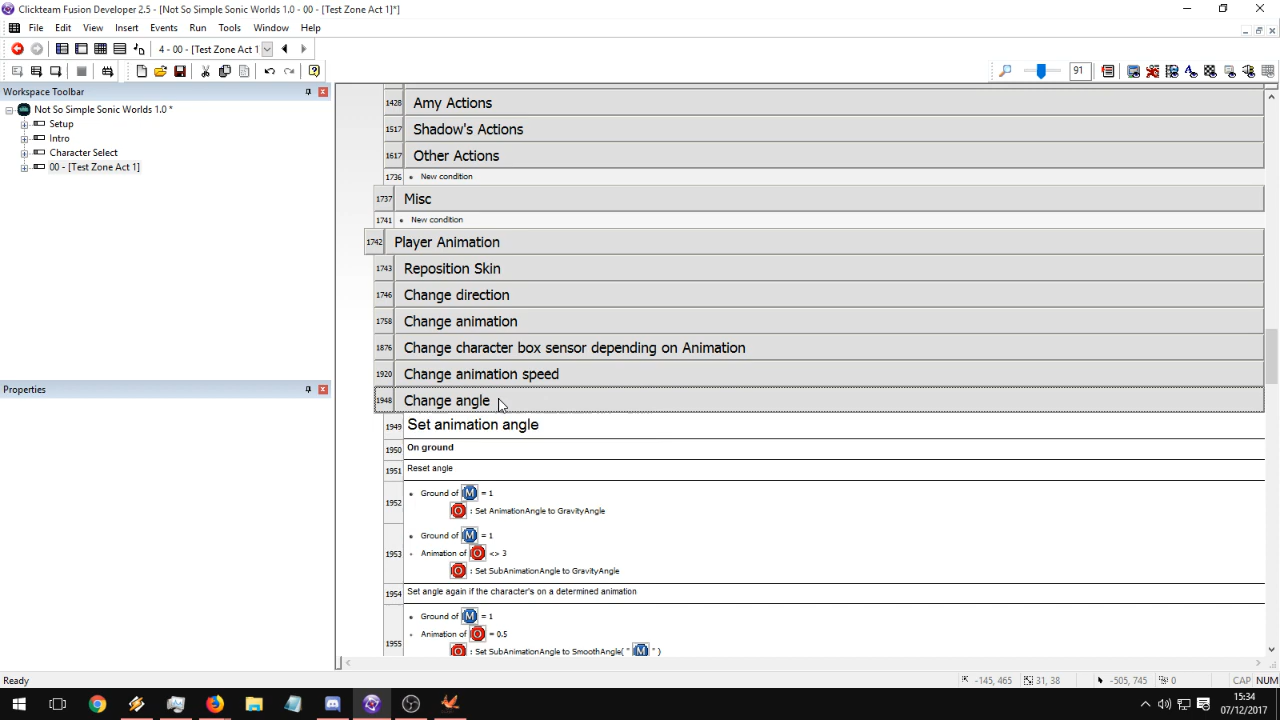 Clickteam Fusion Developer 2.5 - [Not So Simple Sonic Worlds 1.0 - 00 - [Test Zone Act 1]*]
File Edit View Insert Events Run Tools Window Help
4 - 00 - [Test Zone Act 1
91
Workspace Toolbar
Not So Simple Sonic Worlds 1.0 *
Setup
Intro
Character Select
00 - [Test Zone Act 1]
Properties
1428 Amy Actions
1517 Shadow's Actions
1617 Other Actions
1736 • New condition
1737 Misc
1741 • New condition
1742 Player Animation
1743 Reposition Skin
1746 Change direction
1758 Change animation
1876 Change character box sensor depending on Animation
1920 Change animation speed
1948 Change angle
1949 Set animation angle
1950 On ground
1951 Reset angle
1952 • Ground of M = 1
O : Set AnimationAngle to GravityAngle
1953 • Ground of M = 1
• Animation of O <> 3
O : Set SubAnimationAngle to GravityAngle
1954 Set angle again if the character's on a determined animation
1955 • Ground of M = 1
• Animation of O = 0.5
O : Set SubAnimationAngle to SmoothAngle( " M " )
Ready
-145, 465 31, 38 -505, 745 0 CAP NUM
15:34
07/12/2017